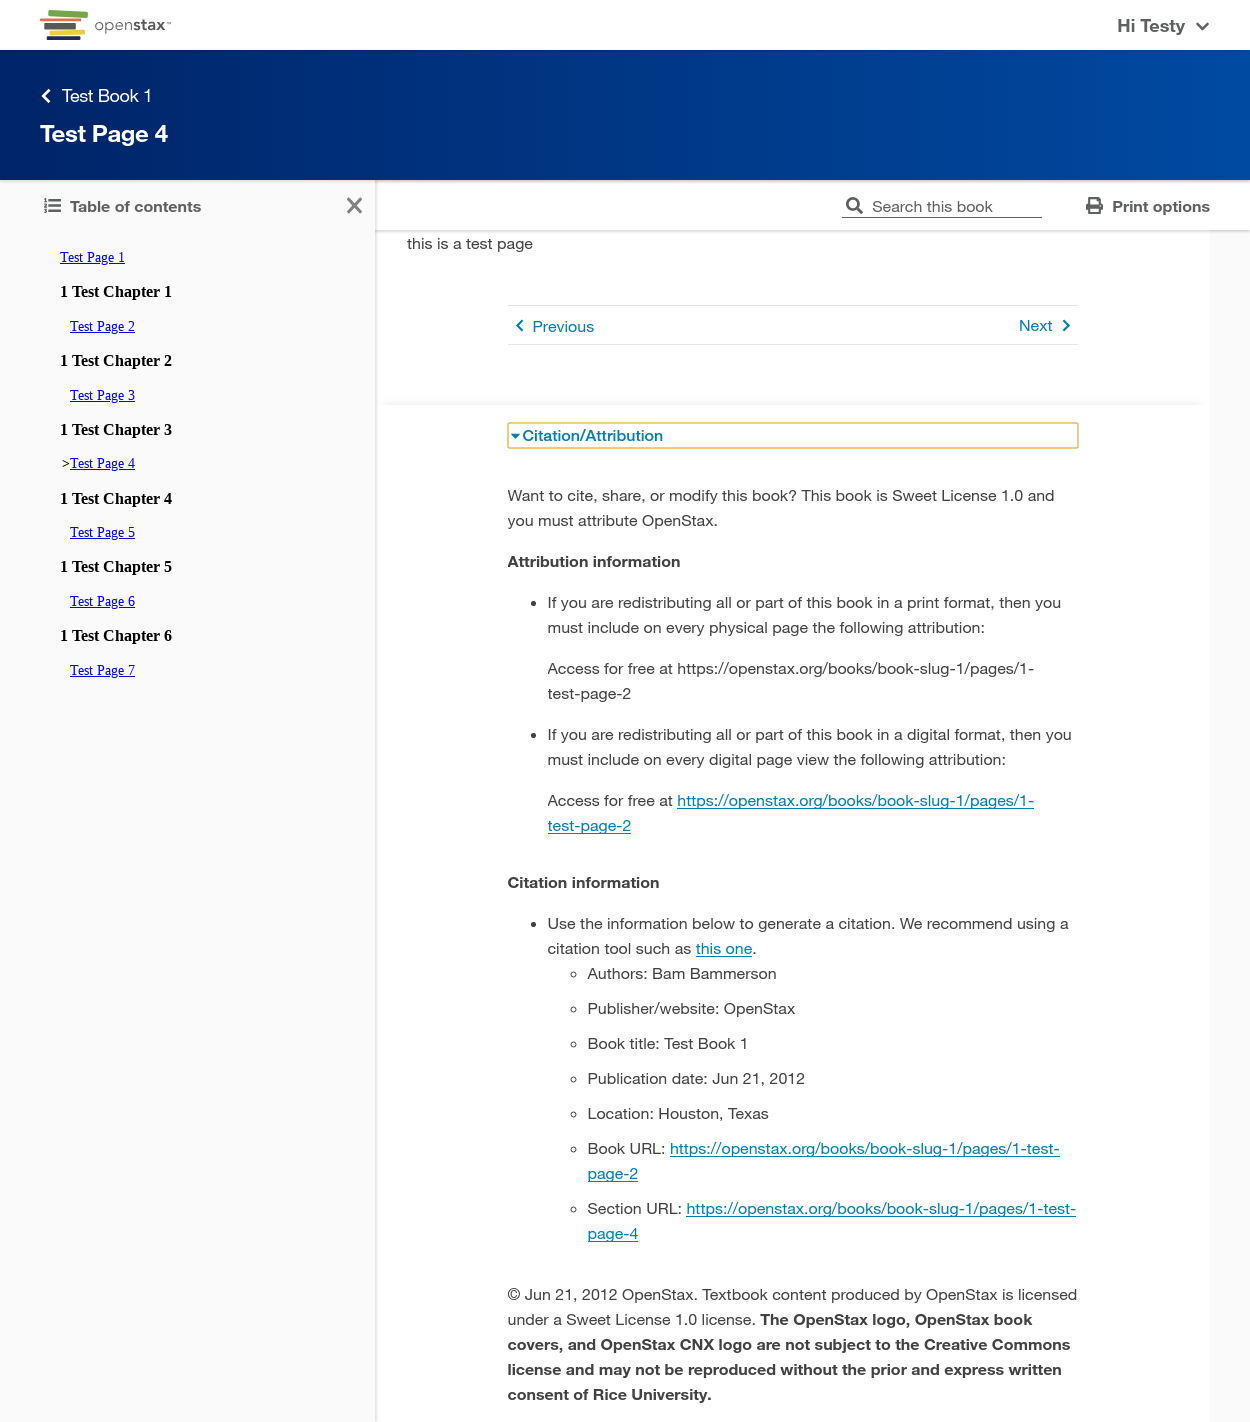 openstax™
Hi Testy
Test Book 1
Test Page 4
Table of contents
Search this book
Print options
Test Page 1
1 Test Chapter 1
Test Page 2
1 Test Chapter 2
Test Page 3
1 Test Chapter 3
>Test Page 4
1 Test Chapter 4
Test Page 5
1 Test Chapter 5
Test Page 6
1 Test Chapter 6
Test Page 7
this is a test page
Previous
Next
Citation/Attribution
Want to cite, share, or modify this book? This book is Sweet License 1.0 and
you must attribute OpenStax.
Attribution information
If you are redistributing all or part of this book in a print format, then you
must include on every physical page the following attribution:
Access for free at https://openstax.org/books/book-slug-1/pages/1-
test-page-2
If you are redistributing all or part of this book in a digital format, then you
must include on every digital page view the following attribution:
Access for free at https://openstax.org/books/book-slug-1/pages/1-
test-page-2
Citation information
Use the information below to generate a citation. We recommend using a
citation tool such as this one.
Authors: Bam Bammerson
Publisher/website: OpenStax
Book title: Test Book 1
Publication date: Jun 21, 2012
Location: Houston, Texas
Book URL: https://openstax.org/books/book-slug-1/pages/1-test-
page-2
Section URL: https://openstax.org/books/book-slug-1/pages/1-test-
page-4
© Jun 21, 2012 OpenStax. Textbook content produced by OpenStax is licensed
under a Sweet License 1.0 license. The OpenStax logo, OpenStax book
covers, and OpenStax CNX logo are not subject to the Creative Commons
license and may not be reproduced without the prior and express written
consent of Rice University.